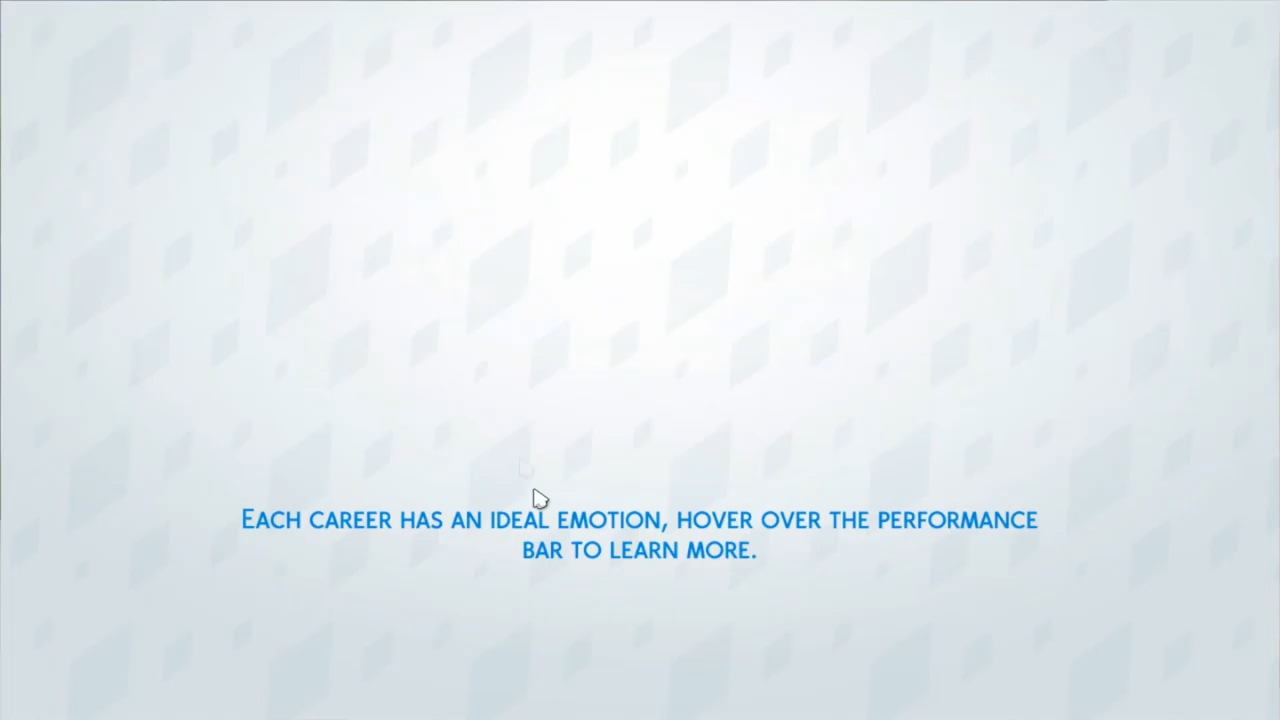 Each career has an ideal emotion, hover over the performance
bar to learn more.